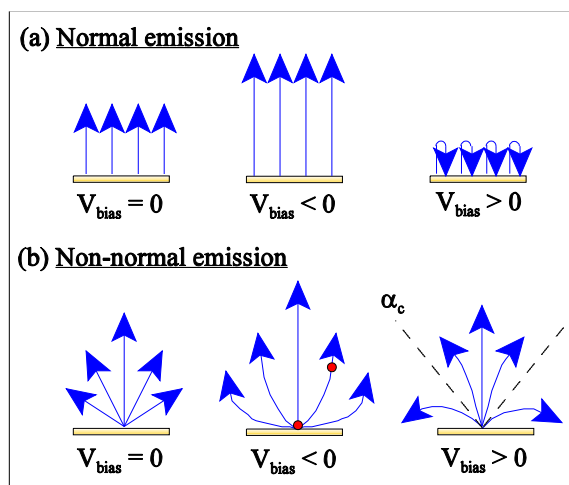 (a) Normal emission
V_bias = 0 V_bias < 0 V_bias > 0
(b) Non-normal emission
α_c
V_bias = 0 V_bias < 0 V_bias > 0